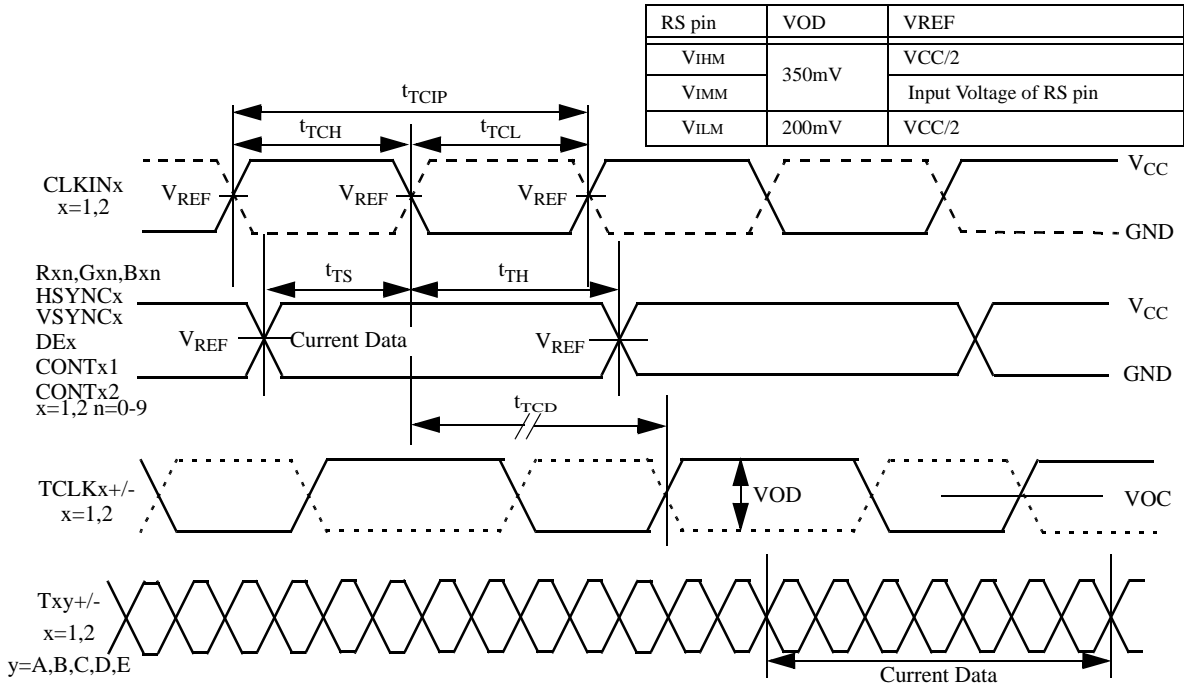 RS pin VOD VREF
VIHM 350mV VCC/2
VIMM Input Voltage of RS pin
VILM 200mV VCC/2
tTCIP
tTCH tTCL
CLKINx
x=1,2
VREF VREF VREF
VCC
GND
Rxn,Gxn,Bxn
HSYNCx
VSYNCx
DEx
CONTx1
CONTx2
x=1,2 n=0-9
tTS tTH
VREF Current Data VREF
VCC
GND
tTCD
TCLKx+/-
x=1,2
VOD
VOC
Txy+/-
x=1,2
y=A,B,C,D,E
Current Data